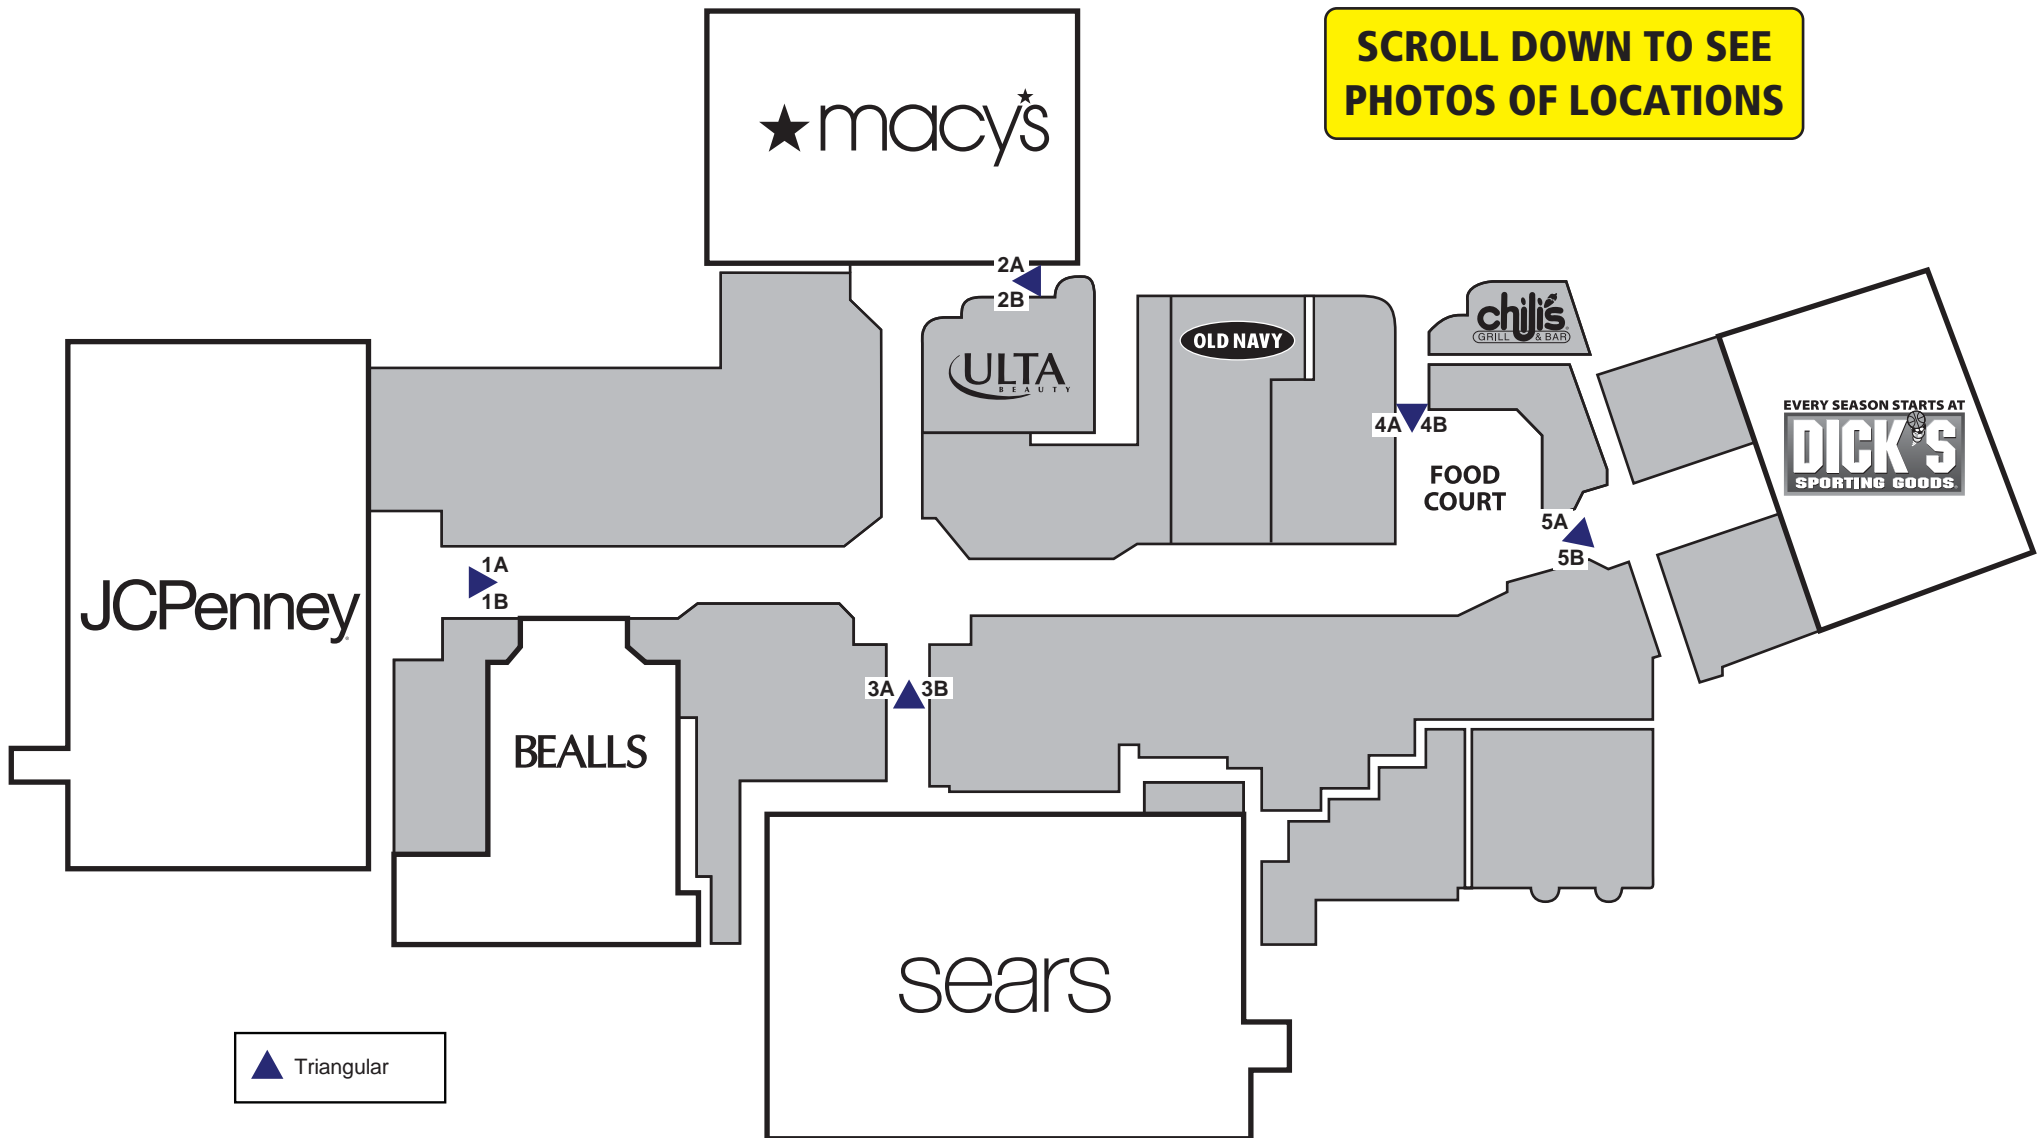 SCROLL DOWN TO SEE
PHOTOS OF LOCATIONS
macy's
2A
2B
ULTA
BEAUTY
OLD NAVY
chili's
GRILL & BAR
4A 4B
FOOD
COURT
EVERY SEASON STARTS AT
DICK'S
SPORTING GOODS
5A
5B
1A
1B
JCPenney
3A 3B
BEALLS
sears
Triangular